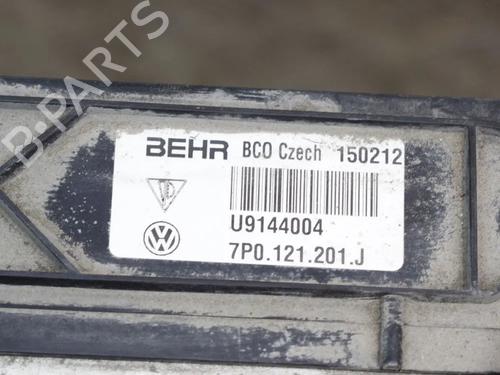 B-PARTS
BEHR BCO Czech 150212
U9144004
7P0.121.201.J